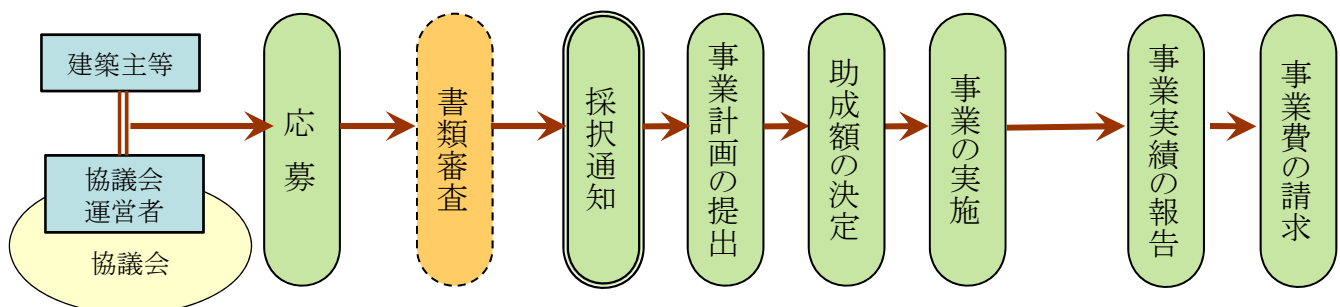 建築主等
協議会
運営者
協議会
応募
書類審査
採択通知
事業計画の提出
助成額の決定
事業の実施
事業実績の報告
事業費の請求